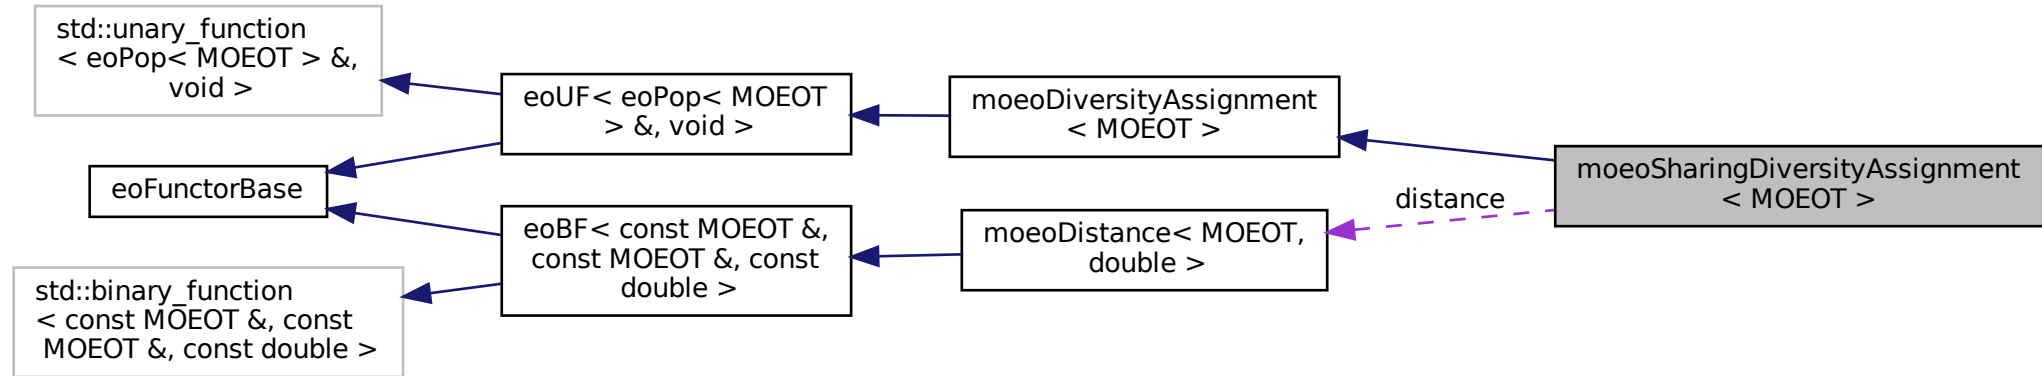 std::unary_function
< eoPop< MOEOT > &,
void >
eoFunctorBase
std::binary_function
< const MOEOT &, const
MOEOT &, const double >
eoUF< eoPop< MOEOT
> &, void >
eoBF< const MOEOT &,
const MOEOT &, const
double >
moeoDiversityAssignment
< MOEOT >
moeoDistance< MOEOT,
double >
distance
moeoSharingDiversityAssignment
< MOEOT >